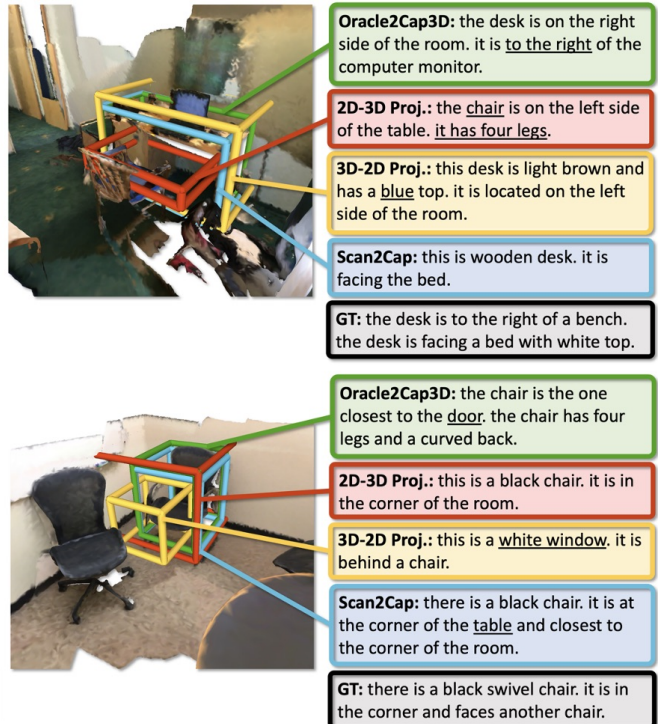 Oracle2Cap3D: the desk is on the right
side of the room. it is to the right of the
computer monitor.
2D-3D Proj.: the chair is on the left side
of the table. it has four legs.
3D-2D Proj.: this desk is light brown and
has a blue top. it is located on the left
side of the room.
Scan2Cap: this is wooden desk. it is
facing the bed.
GT: the desk is to the right of a bench.
the desk is facing a bed with white top.
Oracle2Cap3D: the chair is the one
closest to the door. the chair has four
legs and a curved back.
2D-3D Proj.: this is a black chair. it is in
the corner of the room.
3D-2D Proj.: this is a white window. it is
behind a chair.
Scan2Cap: there is a black chair. it is at
the corner of the table and closest to
the corner of the room.
GT: there is a black swivel chair. it is in
the corner and faces another chair.